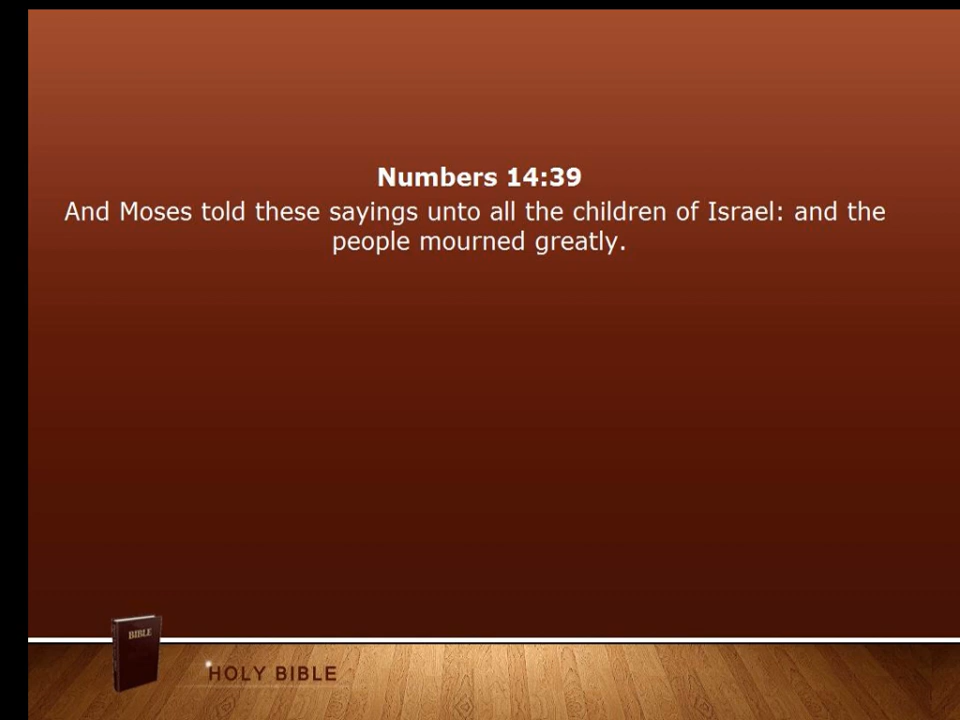 Numbers 14:39
And Moses told these sayings unto all the children of Israel: and the
people mourned greatly.
BIBLE
HOLY BIBLE